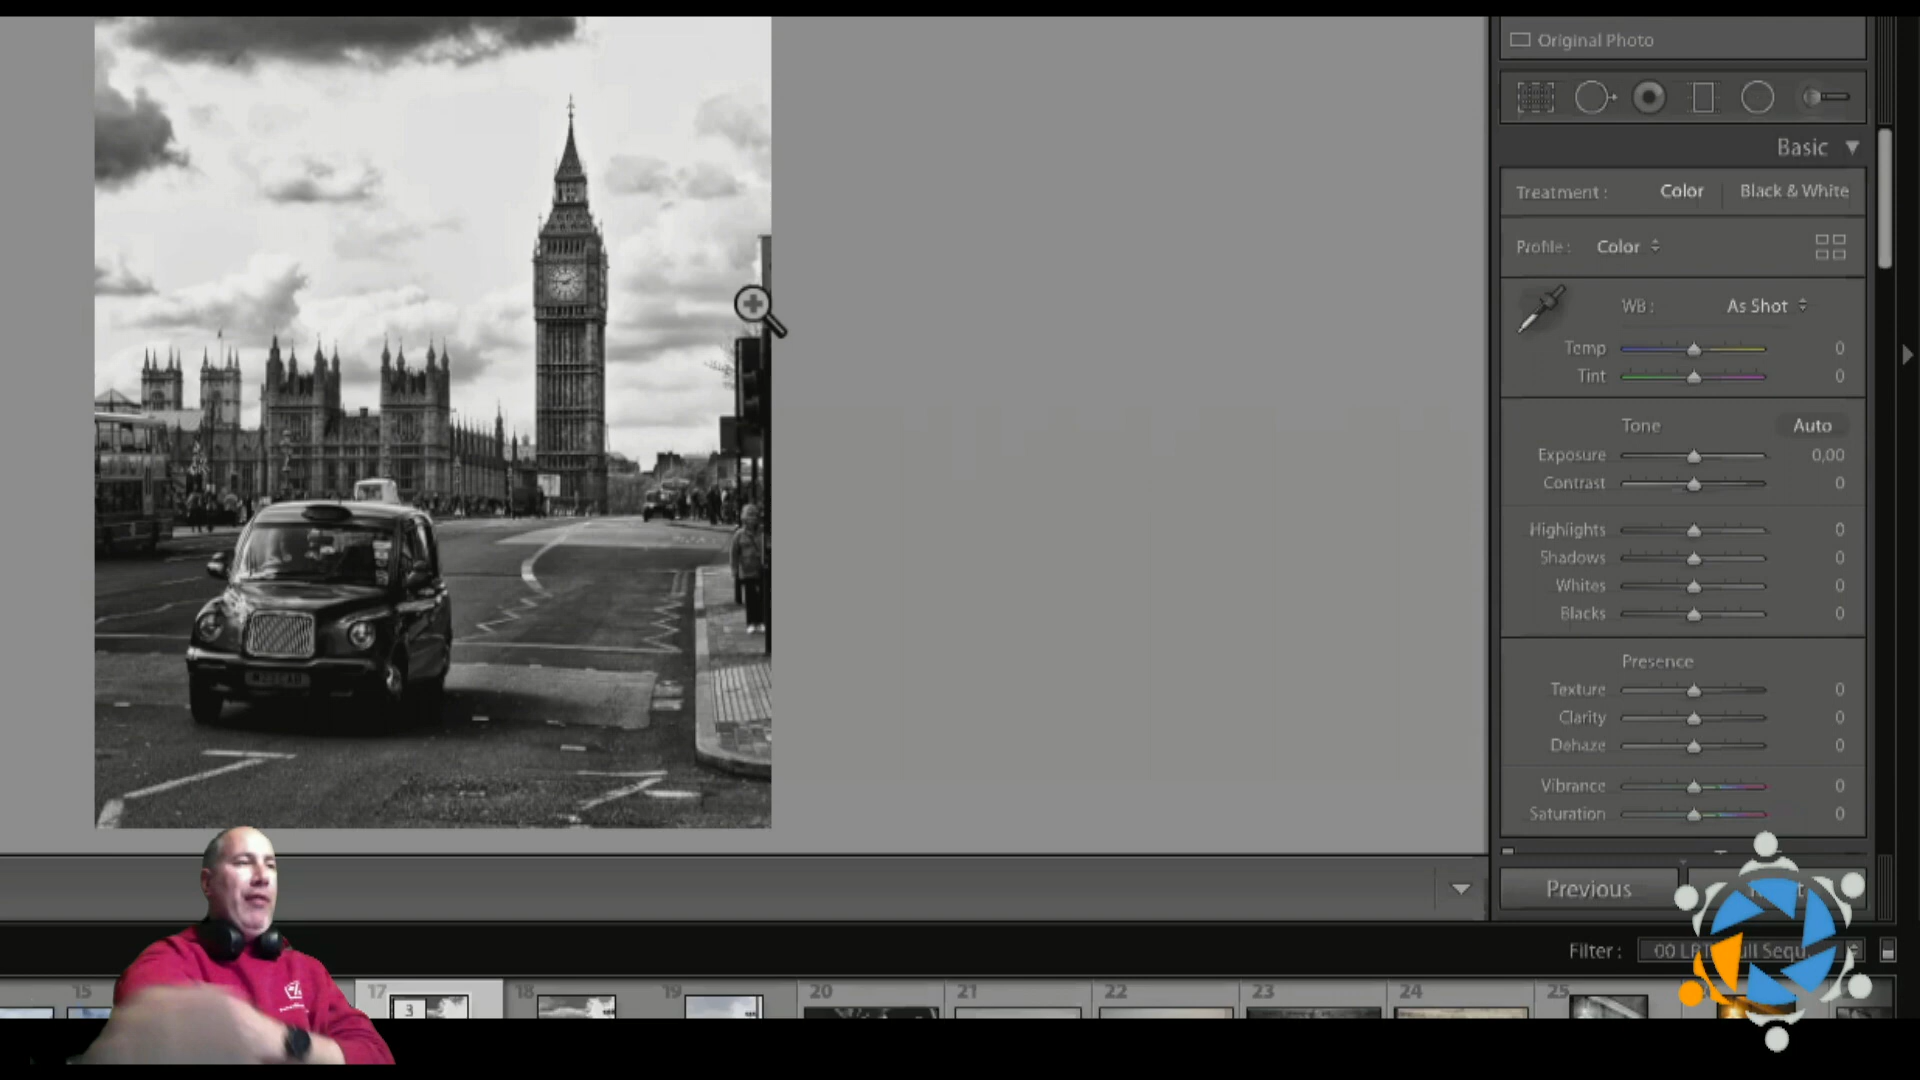 Original Photo
Basic
Treatment : Color Black & White
Profile : Color
WB : As Shot
Temp 0
Tint 0
Tone Auto
Exposure 0,00
Contrast 0
Highlights 0
Shadows 0
Whites 0
Blacks 0
Presence
Texture 0
Clarity 0
Dehaze 0
Vibrance 0
Saturation 0
Previous
Filter : 00
15 17 18 19 20 21 22 23 24 25
3